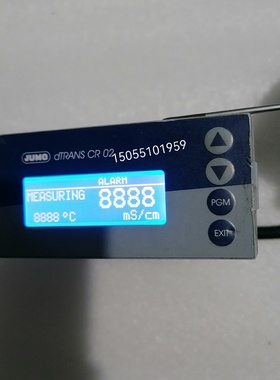 JUMO dTRANS CR 02
15055101959
ALARM
MEASURING 8888
8888 °C mS/cm
PGM
EXIT